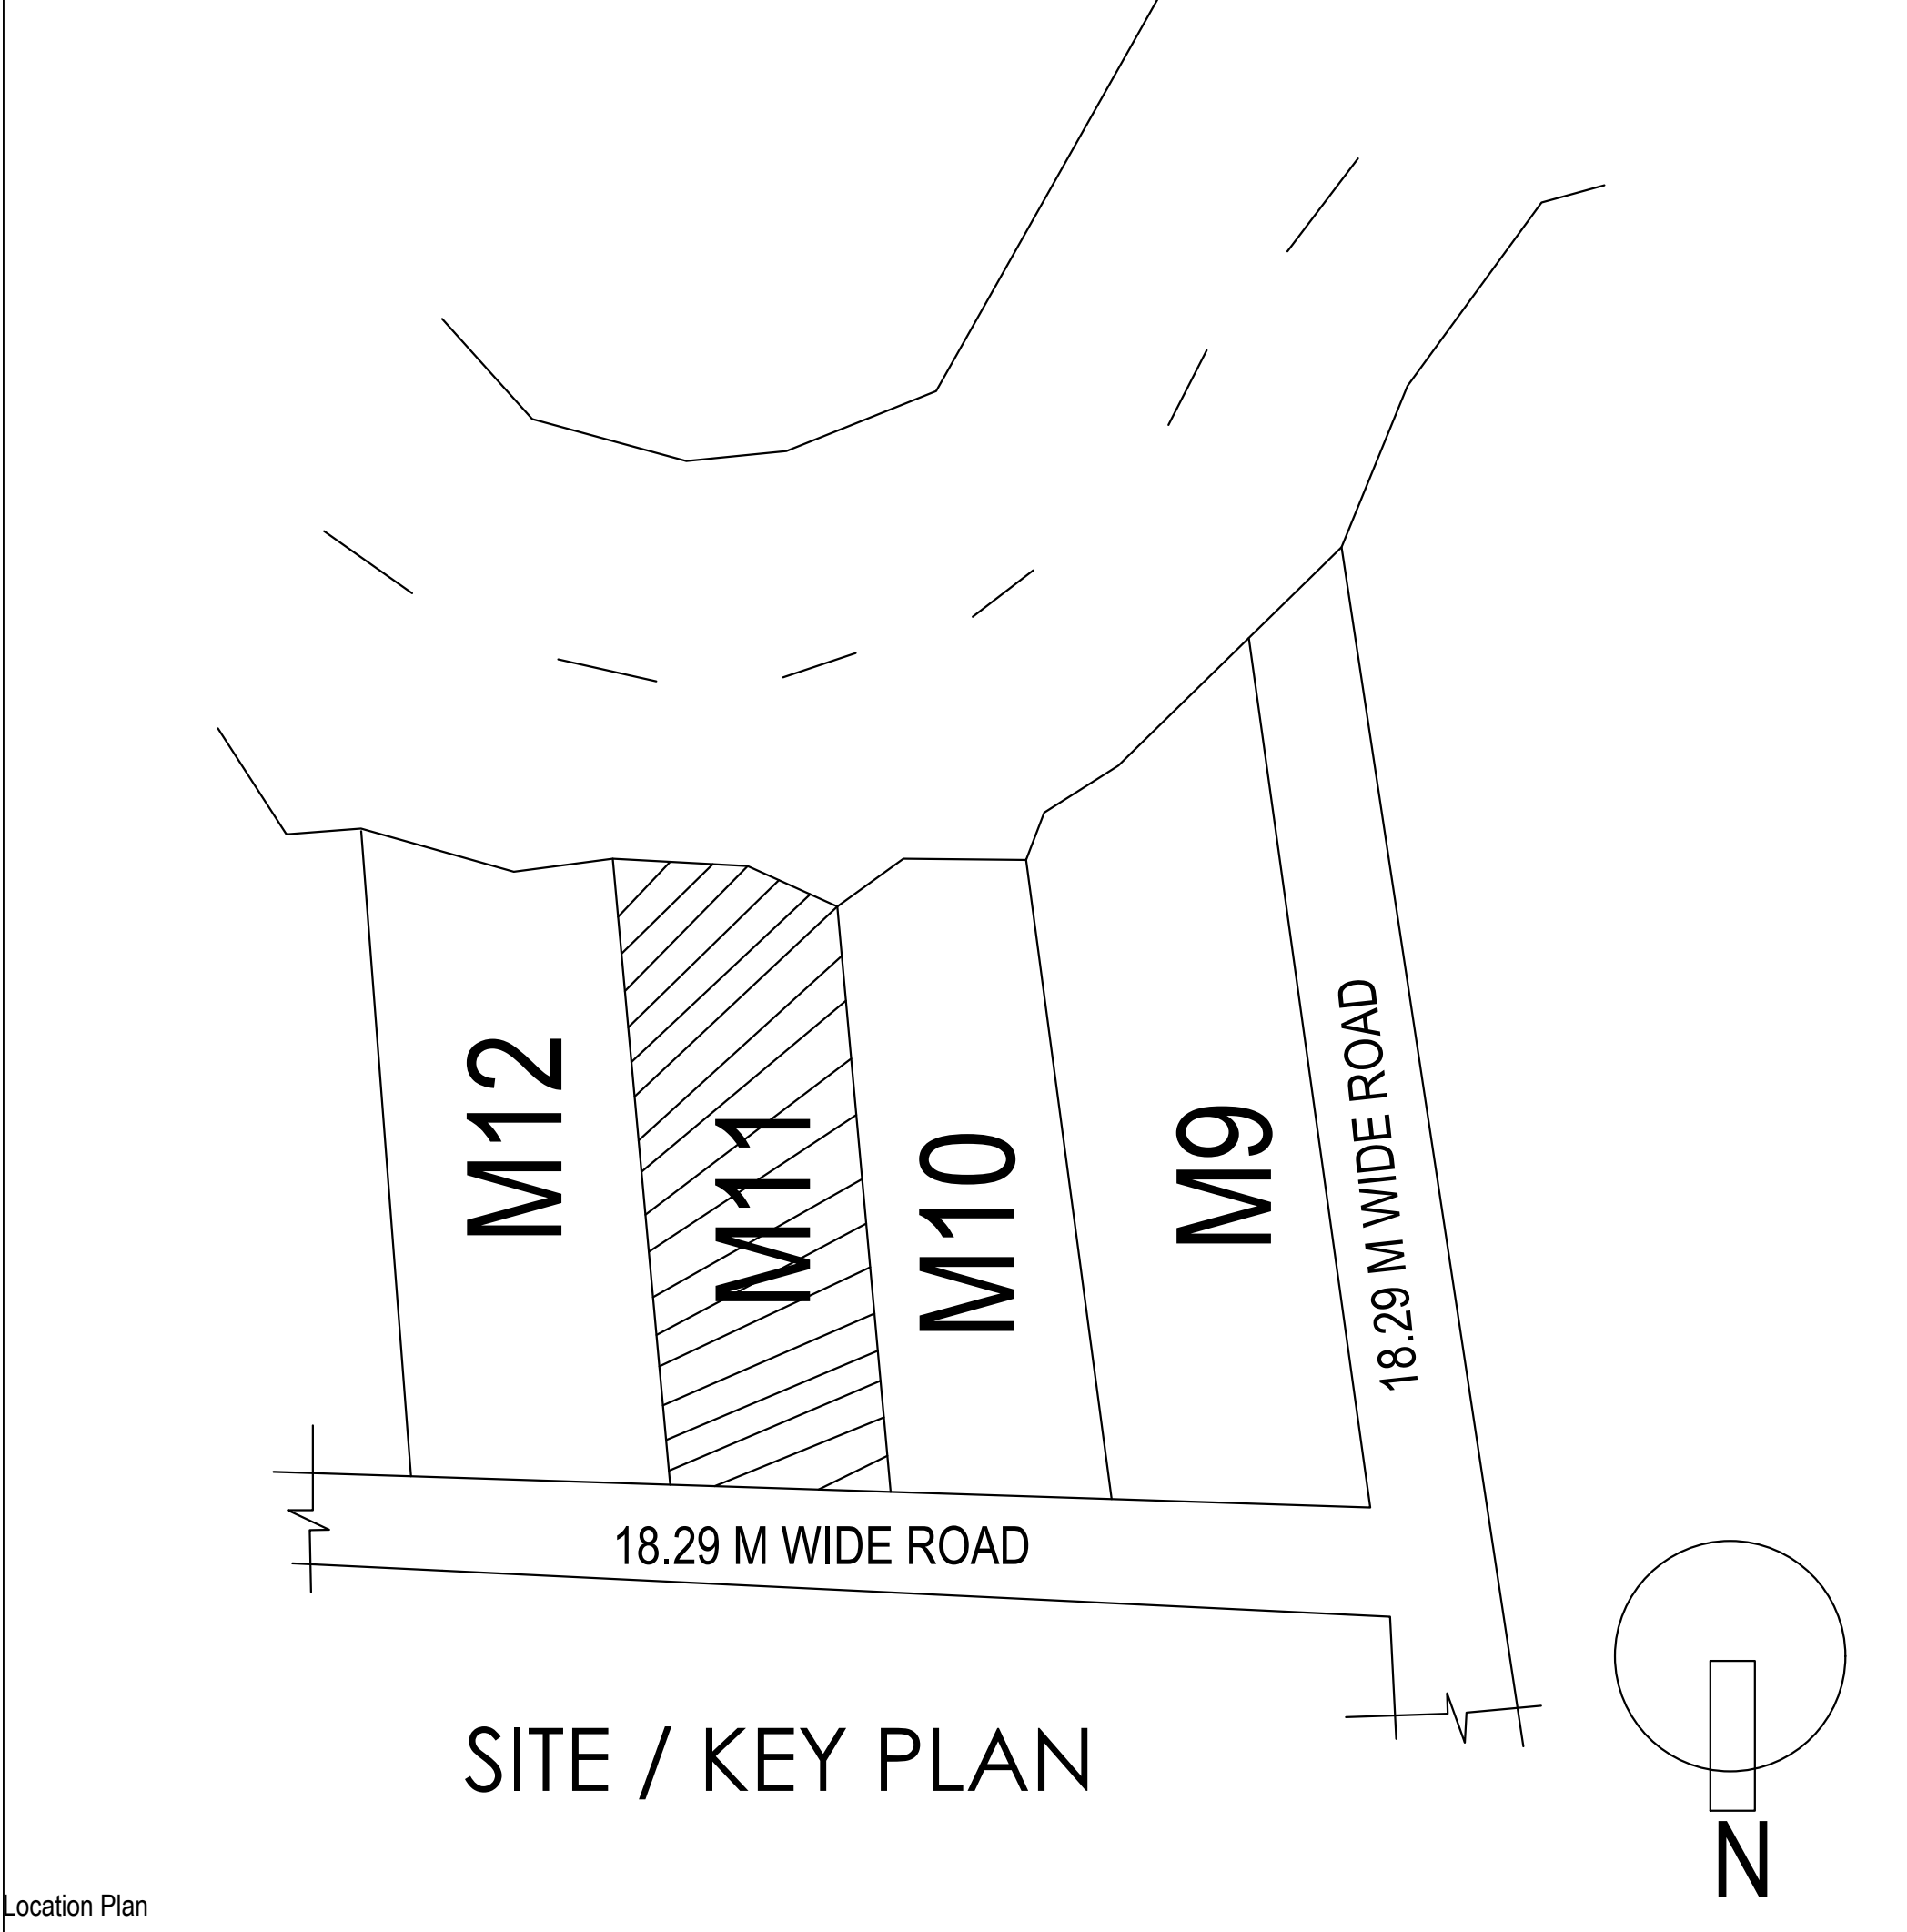 M12
M11
M10
M9
18.29 M WIDE ROAD
18.29 M WIDE ROAD
SITE / KEY PLAN
N
Location Plan